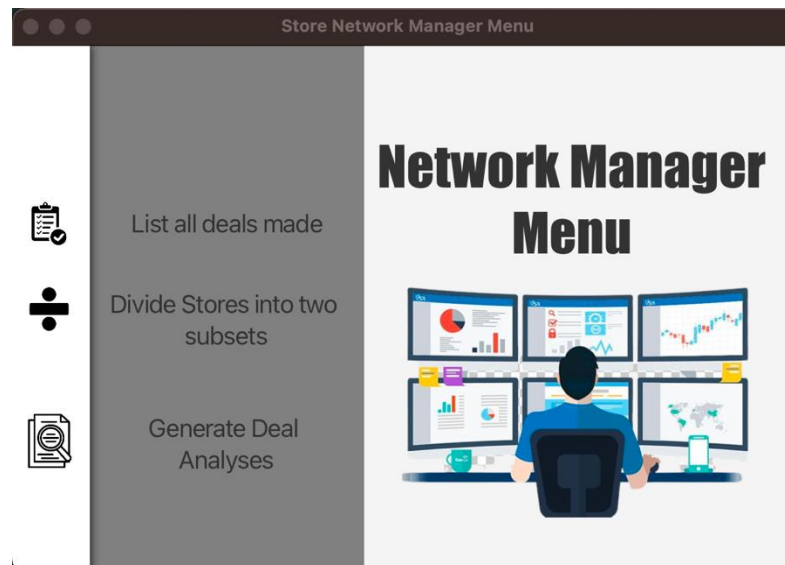 Store Network Manager Menu
Network Manager
Menu
List all deals made
Divide Stores into two
subsets
Generate Deal
Analyses